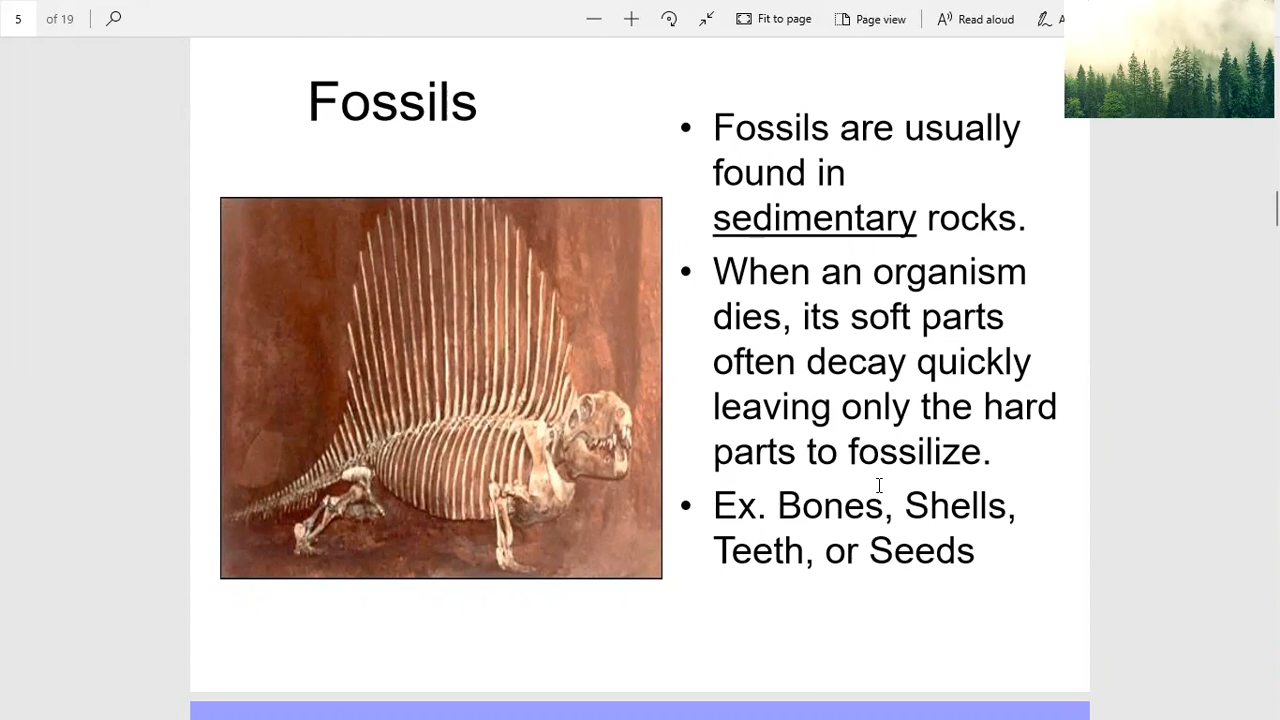 5 of 19 Fit to page Page view Read aloud
Fossils
• Fossils are usually
found in
sedimentary rocks.
• When an organism
dies, its soft parts
often decay quickly
leaving only the hard
parts to fossilize.
• Ex. Bones, Shells,
Teeth, or Seeds